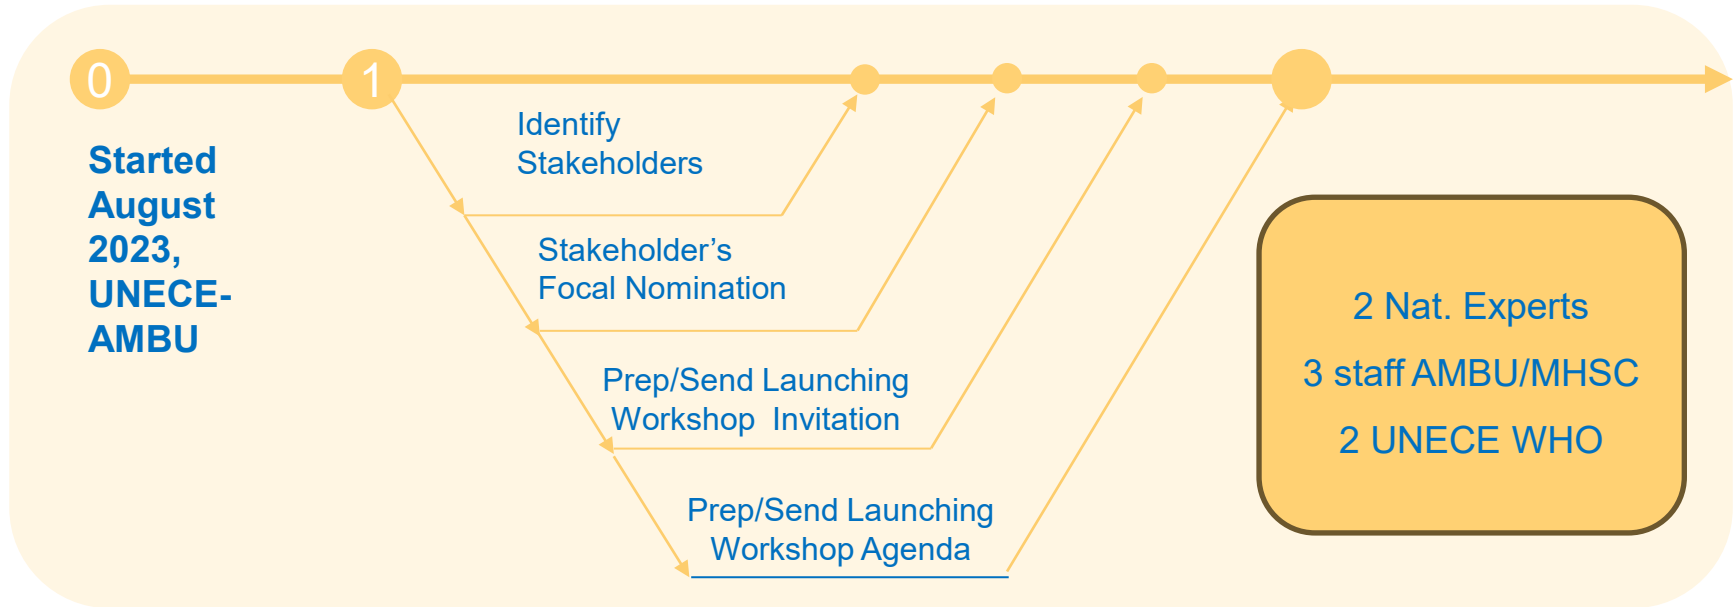 0
1
Started
August
2023,
UNECE-
AMBU
Identify
Stakeholders
Stakeholder’s
Focal Nomination
Prep/Send Launching
Workshop  Invitation
Prep/Send Launching
Workshop Agenda
2 Nat. Experts
3 staff AMBU/MHSC
2 UNECE WHO